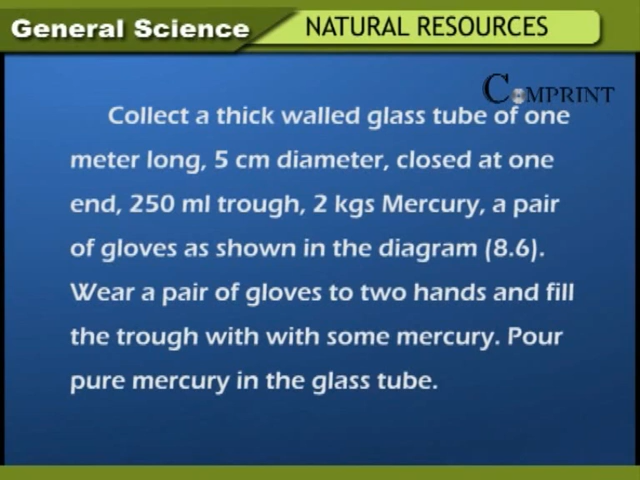 General Science
NATURAL RESOURCES
COMPRINT
Collect a thick walled glass tube of one
meter long, 5 cm diameter, closed at one
end, 250 ml trough, 2 kgs Mercury, a pair
of gloves as shown in the diagram (8.6).
Wear a pair of gloves to two hands and fill
the trough with with some mercury. Pour
pure mercury in the glass tube.